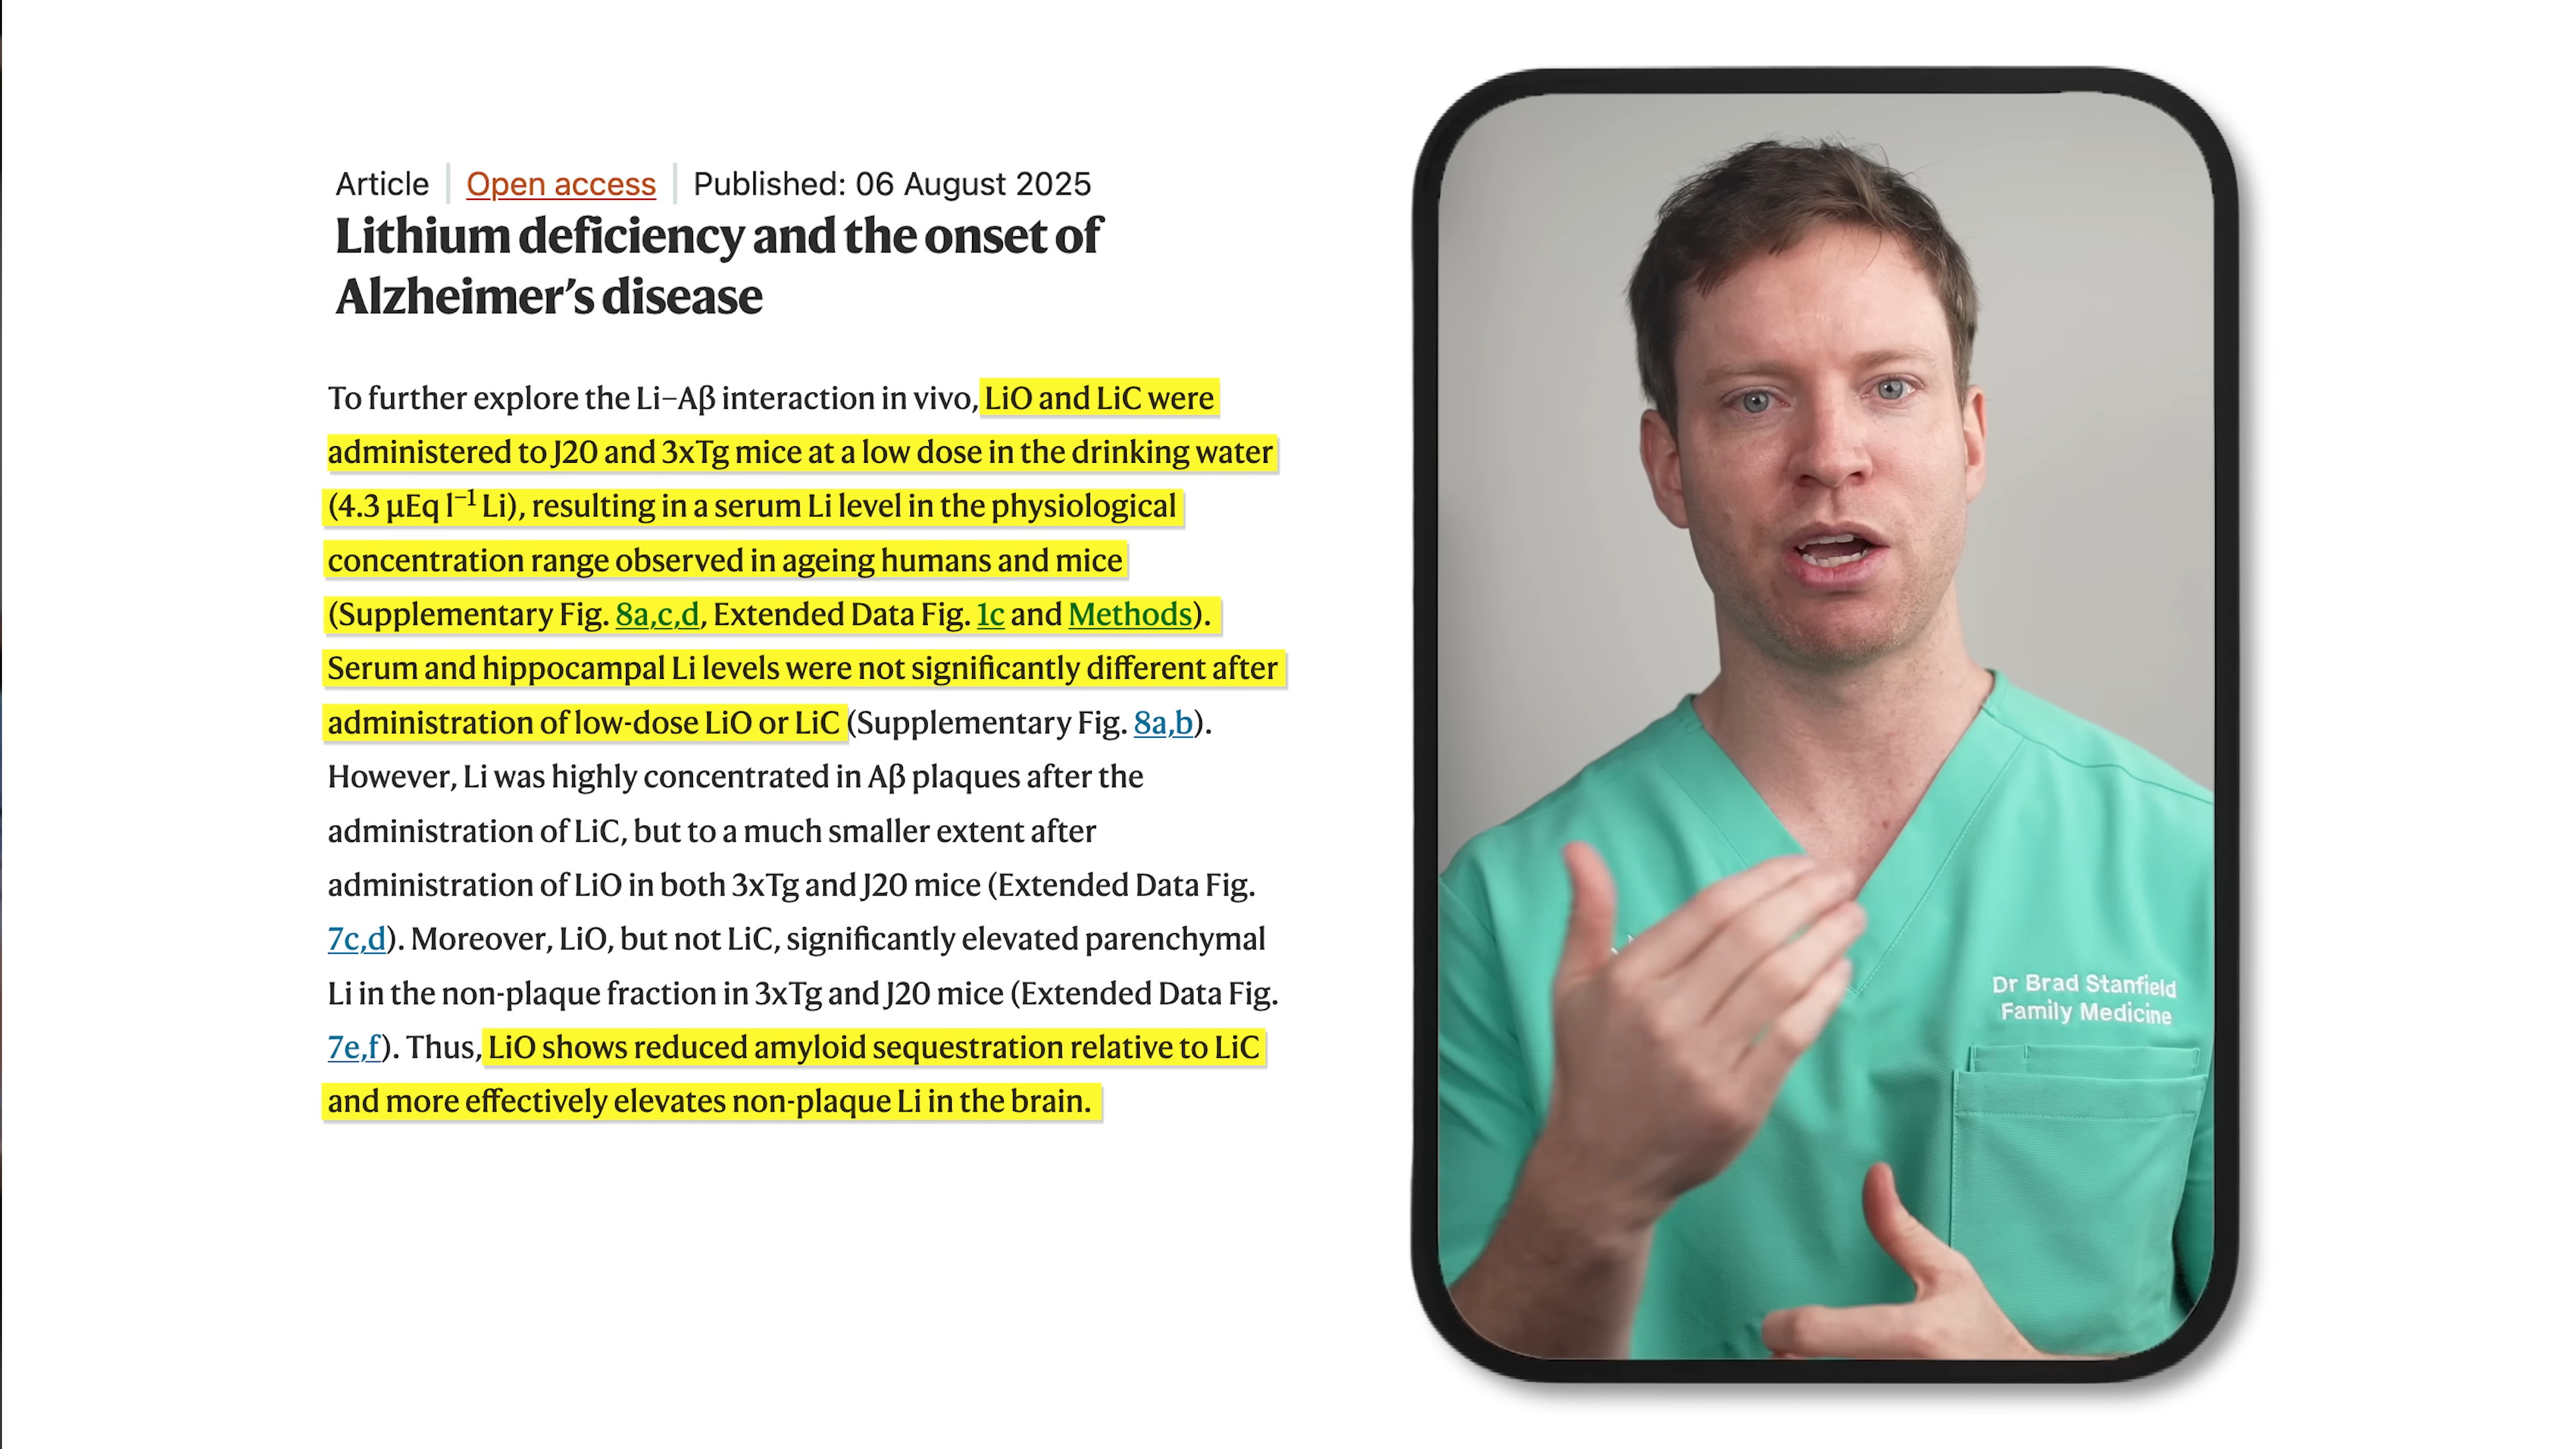 Article | Open access | Published: 06 August 2025
Lithium deficiency and the onset of
Alzheimer’s disease
To further explore the Li–Aβ interaction in vivo, LiO and LiC were
administered to J20 and 3xTg mice at a low dose in the drinking water
(4.3 μEq l⁻¹ Li), resulting in a serum Li level in the physiological
concentration range observed in ageing humans and mice
(Supplementary Fig. 8a,c,d, Extended Data Fig. 1c and Methods).
Serum and hippocampal Li levels were not significantly different after
administration of low-dose LiO or LiC (Supplementary Fig. 8a,b).
However, Li was highly concentrated in Aβ plaques after the
administration of LiC, but to a much smaller extent after
administration of LiO in both 3xTg and J20 mice (Extended Data Fig.
7c,d). Moreover, LiO, but not LiC, significantly elevated parenchymal
Li in the non-plaque fraction in 3xTg and J20 mice (Extended Data Fig.
7e,f). Thus, LiO shows reduced amyloid sequestration relative to LiC
and more effectively elevates non-plaque Li in the brain.
Dr Brad Stanfield
Family Medicine